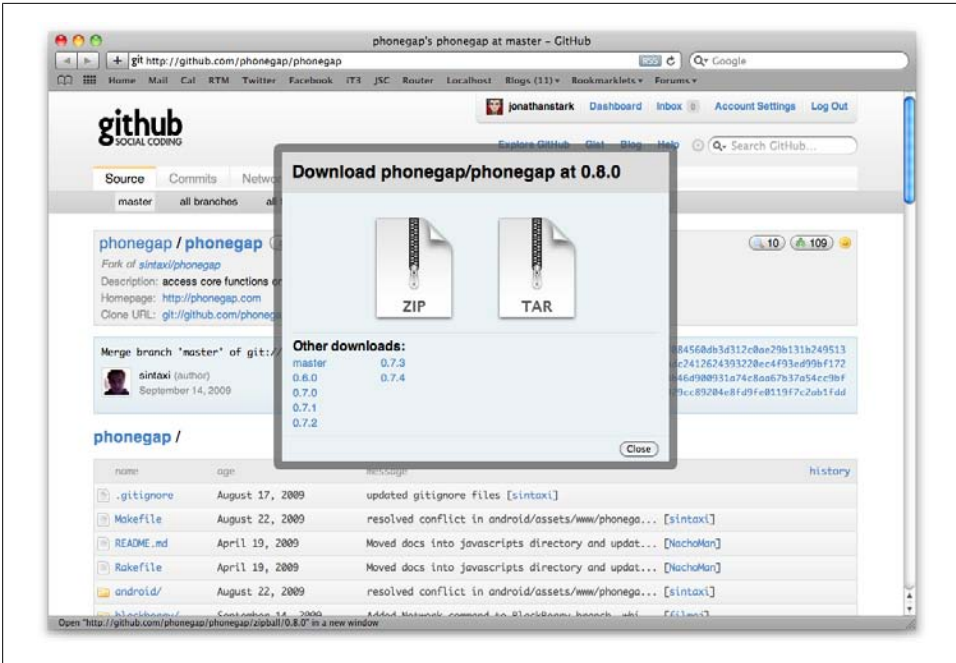 phonegap's phonegap at master – GitHub
git http://github.com/phonegap/phonegap
RSS
Google
Home Mail Cal RTM Twitter Facebook iT3 JSC Router Localhost Blogs (11) Bookmarklets Forums
github
SOCIAL CODING
jonathanstark Dashboard Inbox 0 Account Settings Log Out
Explore GitHub Gist Blog Help
Search GitHub...
Source Commits
master all branches
Download phonegap/phonegap at 0.8.0
ZIP
TAR
Other downloads:
master 0.7.3
0.6.0 0.7.4
0.7.0
0.7.1
0.7.2
Close
phonegap / phonegap
10 109
Fork of sintaxi/phonegap
Description: access core functions
Homepage: http://phonegap.com
Clone URL:
Merge branch 'master' of
sintaxi (author)
September 14, 2009
phonegap /
name age message history
.gitignore August 17, 2009 updated gitignore files [sintaxi]
Makefile August 22, 2009 resolved conflict in android/assets/www/phonega... [sintaxi]
README.md April 19, 2009 Moved docs into javascripts directory and updat... [NachoMan]
Rakefile April 19, 2009 Moved docs into javascripts directory and updat... [NachoMan]
android/ August 22, 2009 resolved conflict in android/assets/www/phonega... [sintaxi]
Open "http://github.com/phonegap/phonegap/zipball/0.8.0" in a new window